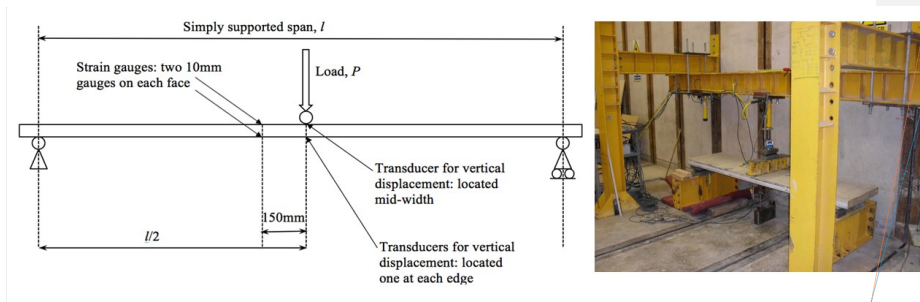 Simply supported span, l
Strain gauges: two 10mm
gauges on each face
Load, P
Transducer for vertical
displacement: located
mid-width
150mm
l/2
Transducers for vertical
displacement: located
one at each edge